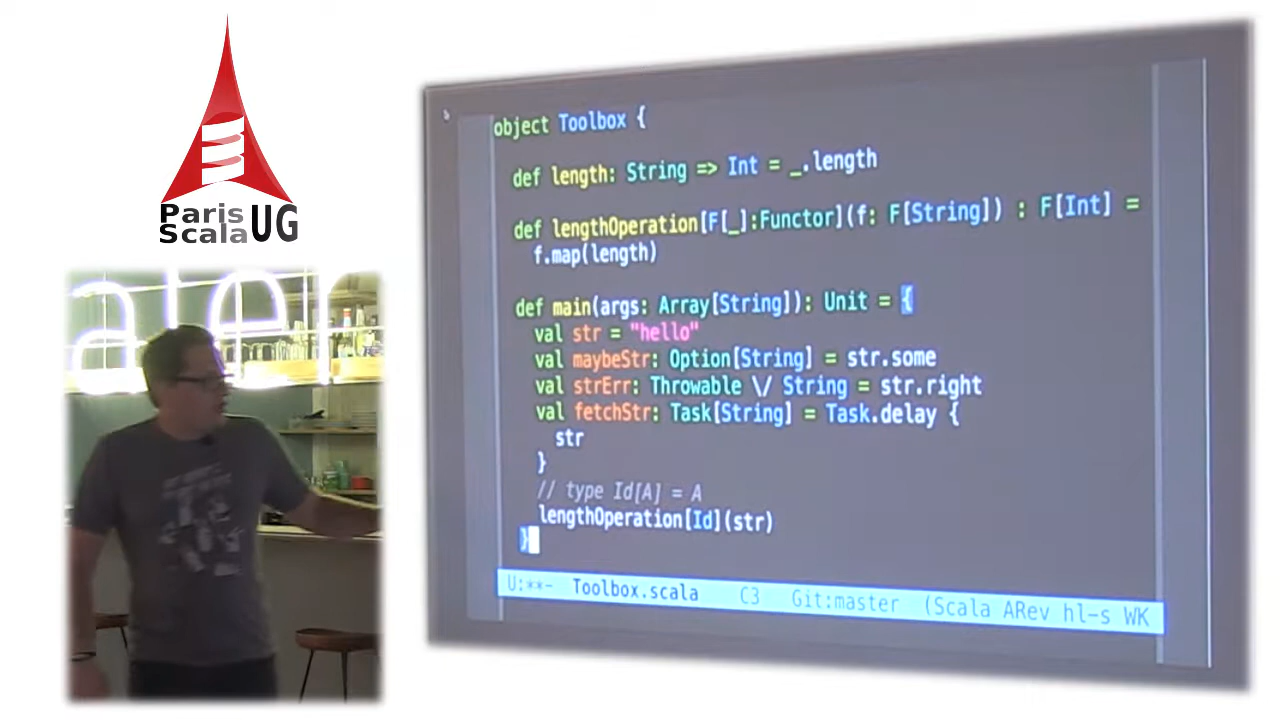 Paris
Scala UG
object Toolbox {
def length: String => Int = _.length
def lengthOperation[F[_]:Functor](f: F[String]) : F[Int] =
f.map(length)
def main(args: Array[String]): Unit = {
val str = "hello"
val maybeStr: Option[String] = str.some
val strErr: Throwable \/ String = str.right
val fetchStr: Task[String] = Task.delay {
str
}
// type Id[A] = A
lengthOperation[Id](str)
}
U:**- Toolbox.scala C3 Git:master (Scala ARev hl-s WK